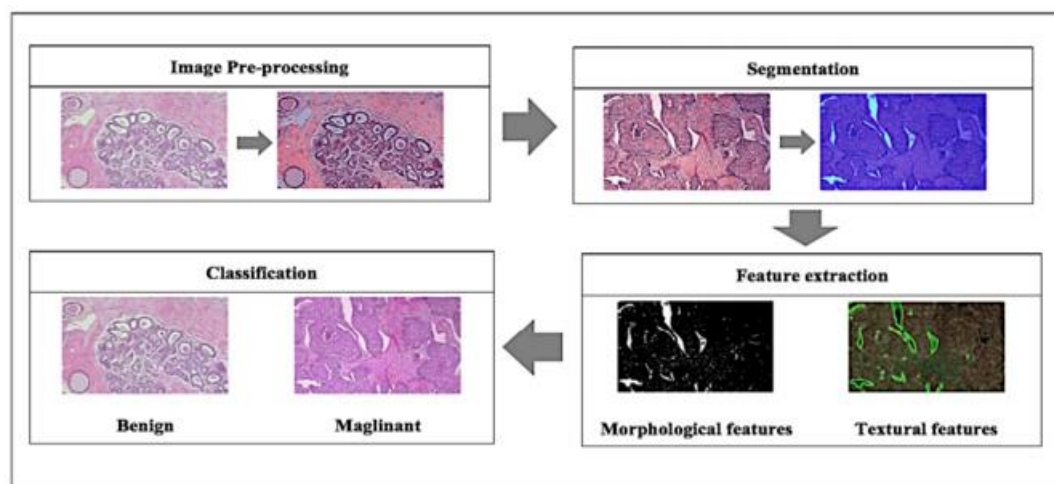 Image Pre-processing
Segmentation
Feature extraction
Morphological features
Textural features
Classification
Benign
Maglinant